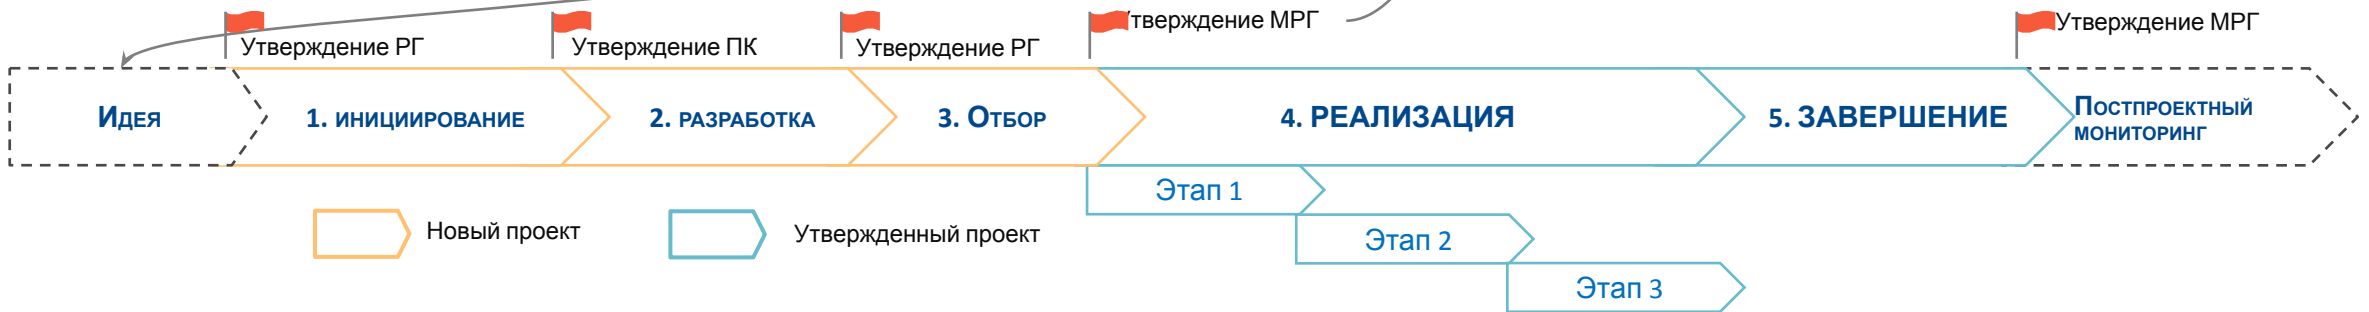 Утверждение РГ
Утверждение ПК
Утверждение РГ
Утверждение МРГ
Утверждение МРГ
Идея
1. инициирование
2. разработка
3. Отбор
4. РЕАЛИЗАЦИЯ
5. ЗАВЕРШЕНИЕ
Постпроектный
мониторинг
Этап 1
Этап 2
Этап 3
Новый проект
Утвержденный проект